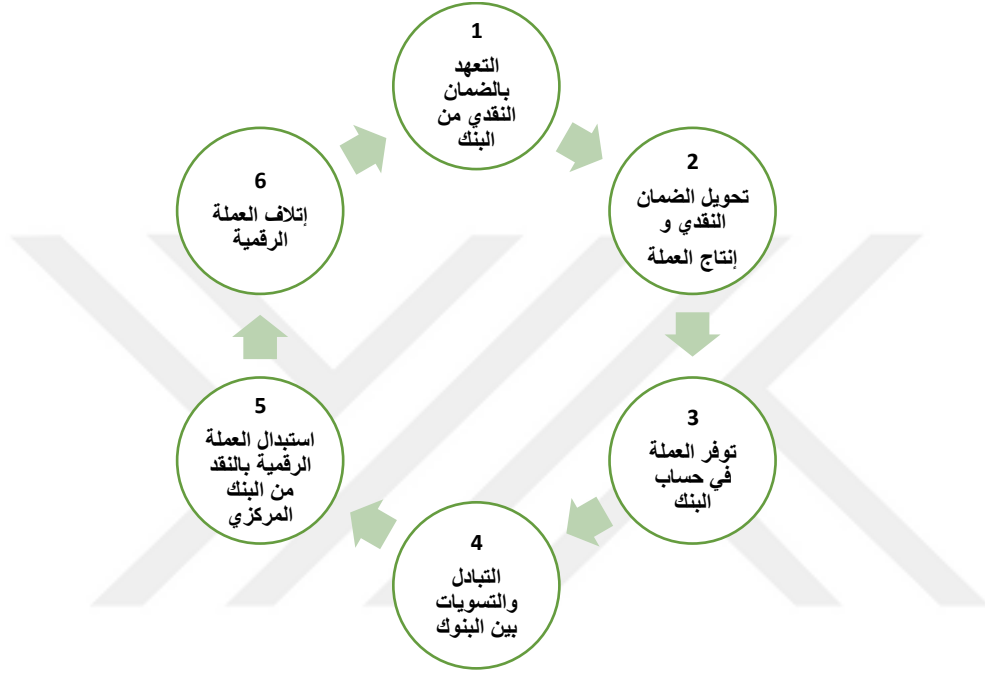 1
التعهد
بالضمان
النقدي من
البنك
2
تحويل الضمان
النقدي و
إنتاج العملة
3
توفر العملة
في حساب
البنك
4
التبادل
والتسويات
بين البنوك
5
استبدال العملة
الرقمية بالنقد
من البنك
المركزي
6
إتلاف العملة
الرقمية